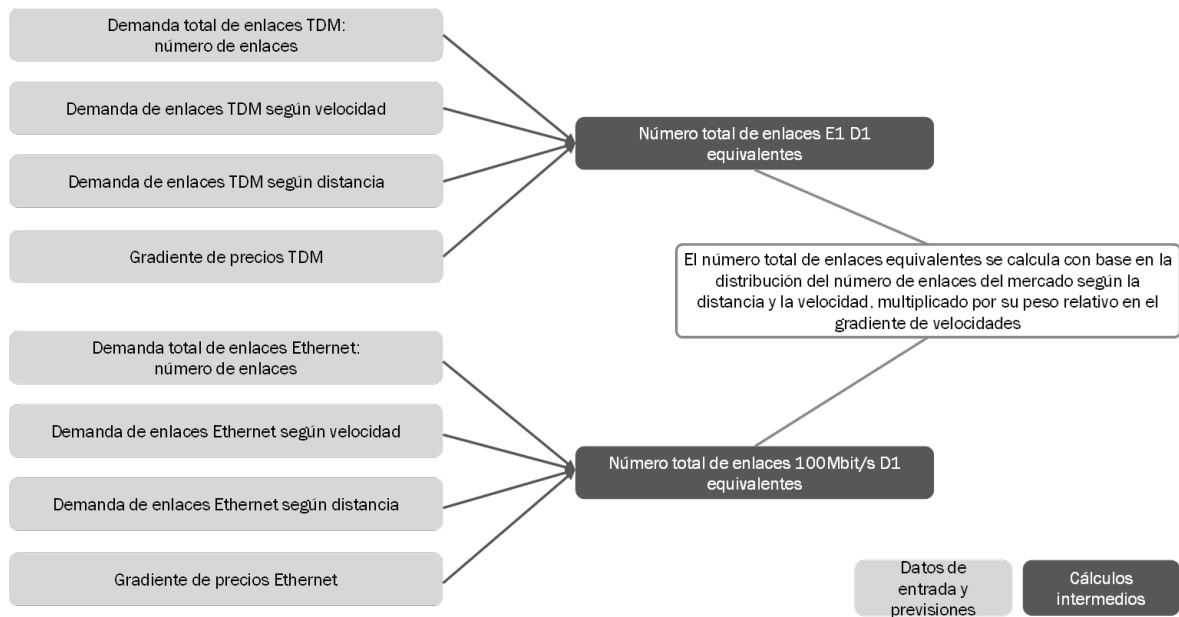 Demanda total de enlaces TDM:
número de enlaces
Demanda de enlaces TDM según velocidad
Demanda de enlaces TDM según distancia
Gradiente de precios TDM
Número total de enlaces E1 D1
equivalentes
El número total de enlaces equivalentes se calcula con base en la
distribución del número de enlaces del mercado según la
distancia y la velocidad, multiplicado por su peso relativo en el
gradiente de velocidades
Demanda total de enlaces Ethernet:
número de enlaces
Demanda de enlaces Ethernet según velocidad
Demanda de enlaces Ethernet según distancia
Gradiente de precios Ethernet
Número total de enlaces 100Mbit/s D1
equivalentes
Datos de
entrada y
previsiones
Cálculos
intermedios